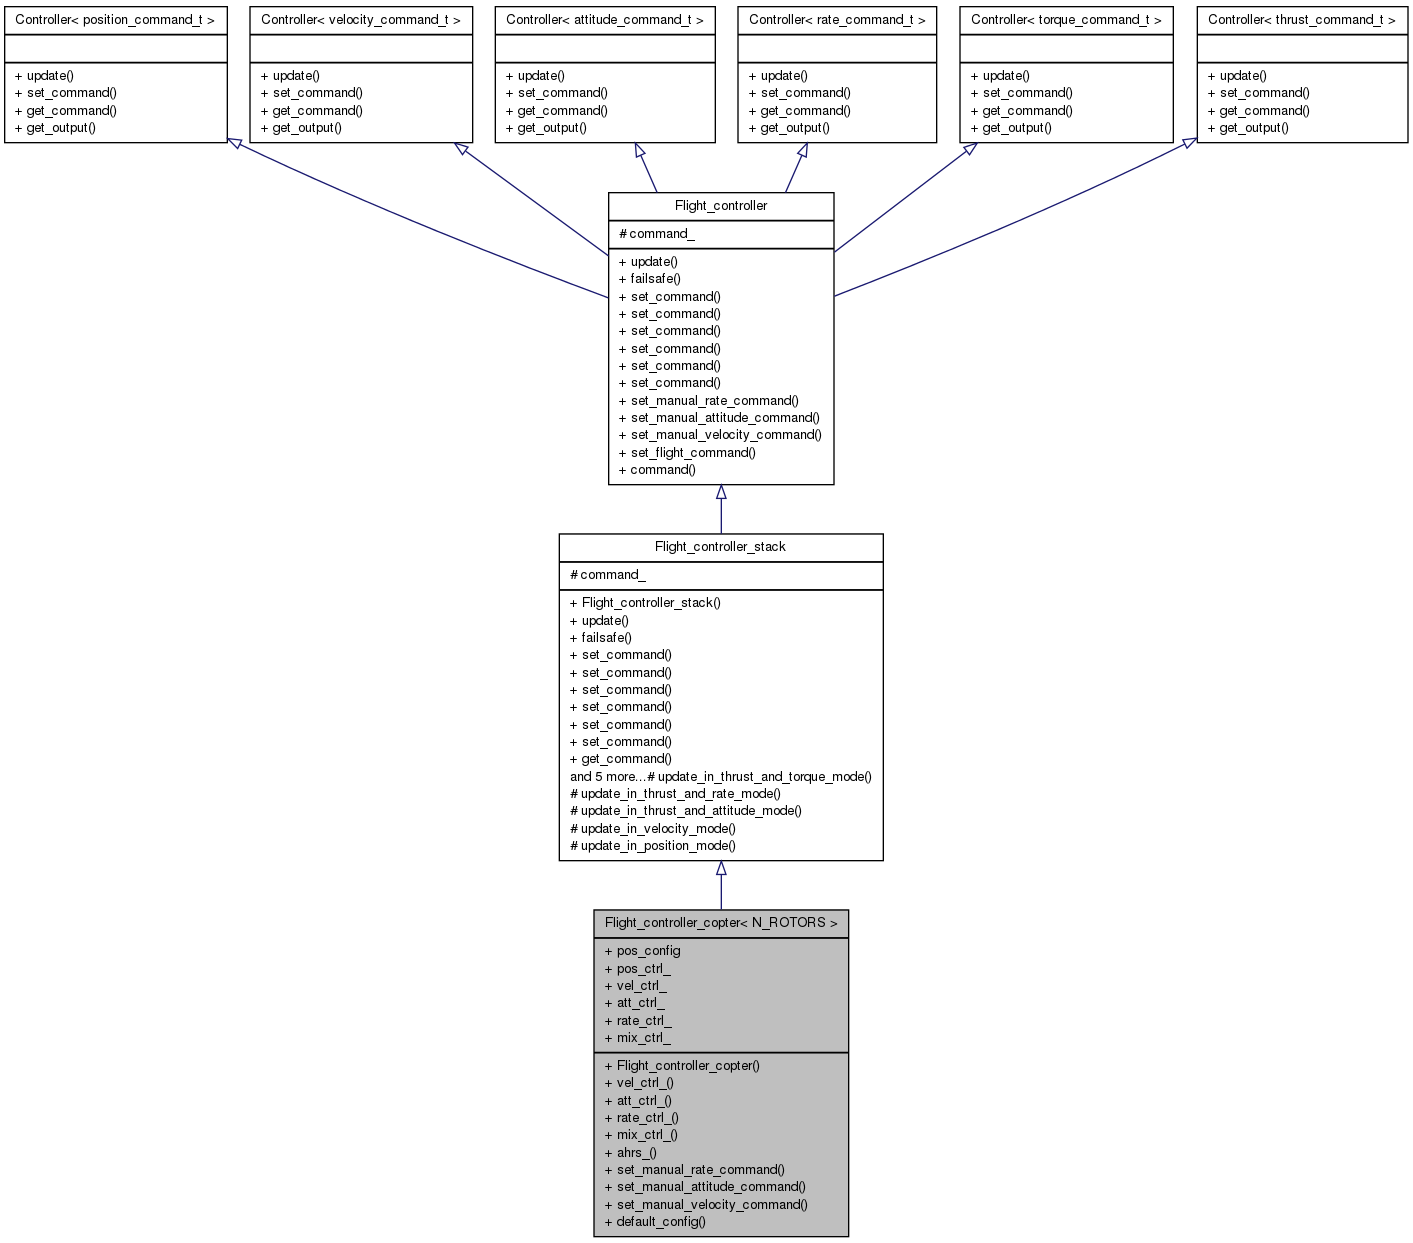 Controller< position_command_t >
+ update()
+ set_command()
+ get_command()
+ get_output()
Controller< velocity_command_t >
+ update()
+ set_command()
+ get_command()
+ get_output()
Controller< attitude_command_t >
+ update()
+ set_command()
+ get_command()
+ get_output()
Controller< rate_command_t >
+ update()
+ set_command()
+ get_command()
+ get_output()
Controller< torque_command_t >
+ update()
+ set_command()
+ get_command()
+ get_output()
Controller< thrust_command_t >
+ update()
+ set_command()
+ get_command()
+ get_output()
Flight_controller
# command_
+ update()
+ failsafe()
+ set_command()
+ set_command()
+ set_command()
+ set_command()
+ set_command()
+ set_command()
+ set_manual_rate_command()
+ set_manual_attitude_command()
+ set_manual_velocity_command()
+ set_flight_command()
+ command()
Flight_controller_stack
# command_
+ Flight_controller_stack()
+ update()
+ failsafe()
+ set_command()
+ set_command()
+ set_command()
+ set_command()
+ set_command()
+ set_command()
+ get_command()
and 5 more...# update_in_thrust_and_torque_mode()
# update_in_thrust_and_rate_mode()
# update_in_thrust_and_attitude_mode()
# update_in_velocity_mode()
# update_in_position_mode()
Flight_controller_copter< N_ROTORS >
+ pos_config
+ pos_ctrl_
+ vel_ctrl_
+ att_ctrl_
+ rate_ctrl_
+ mix_ctrl_
+ Flight_controller_copter()
+ vel_ctrl_()
+ att_ctrl_()
+ rate_ctrl_()
+ mix_ctrl_()
+ ahrs_()
+ set_manual_rate_command()
+ set_manual_attitude_command()
+ set_manual_velocity_command()
+ default_config()